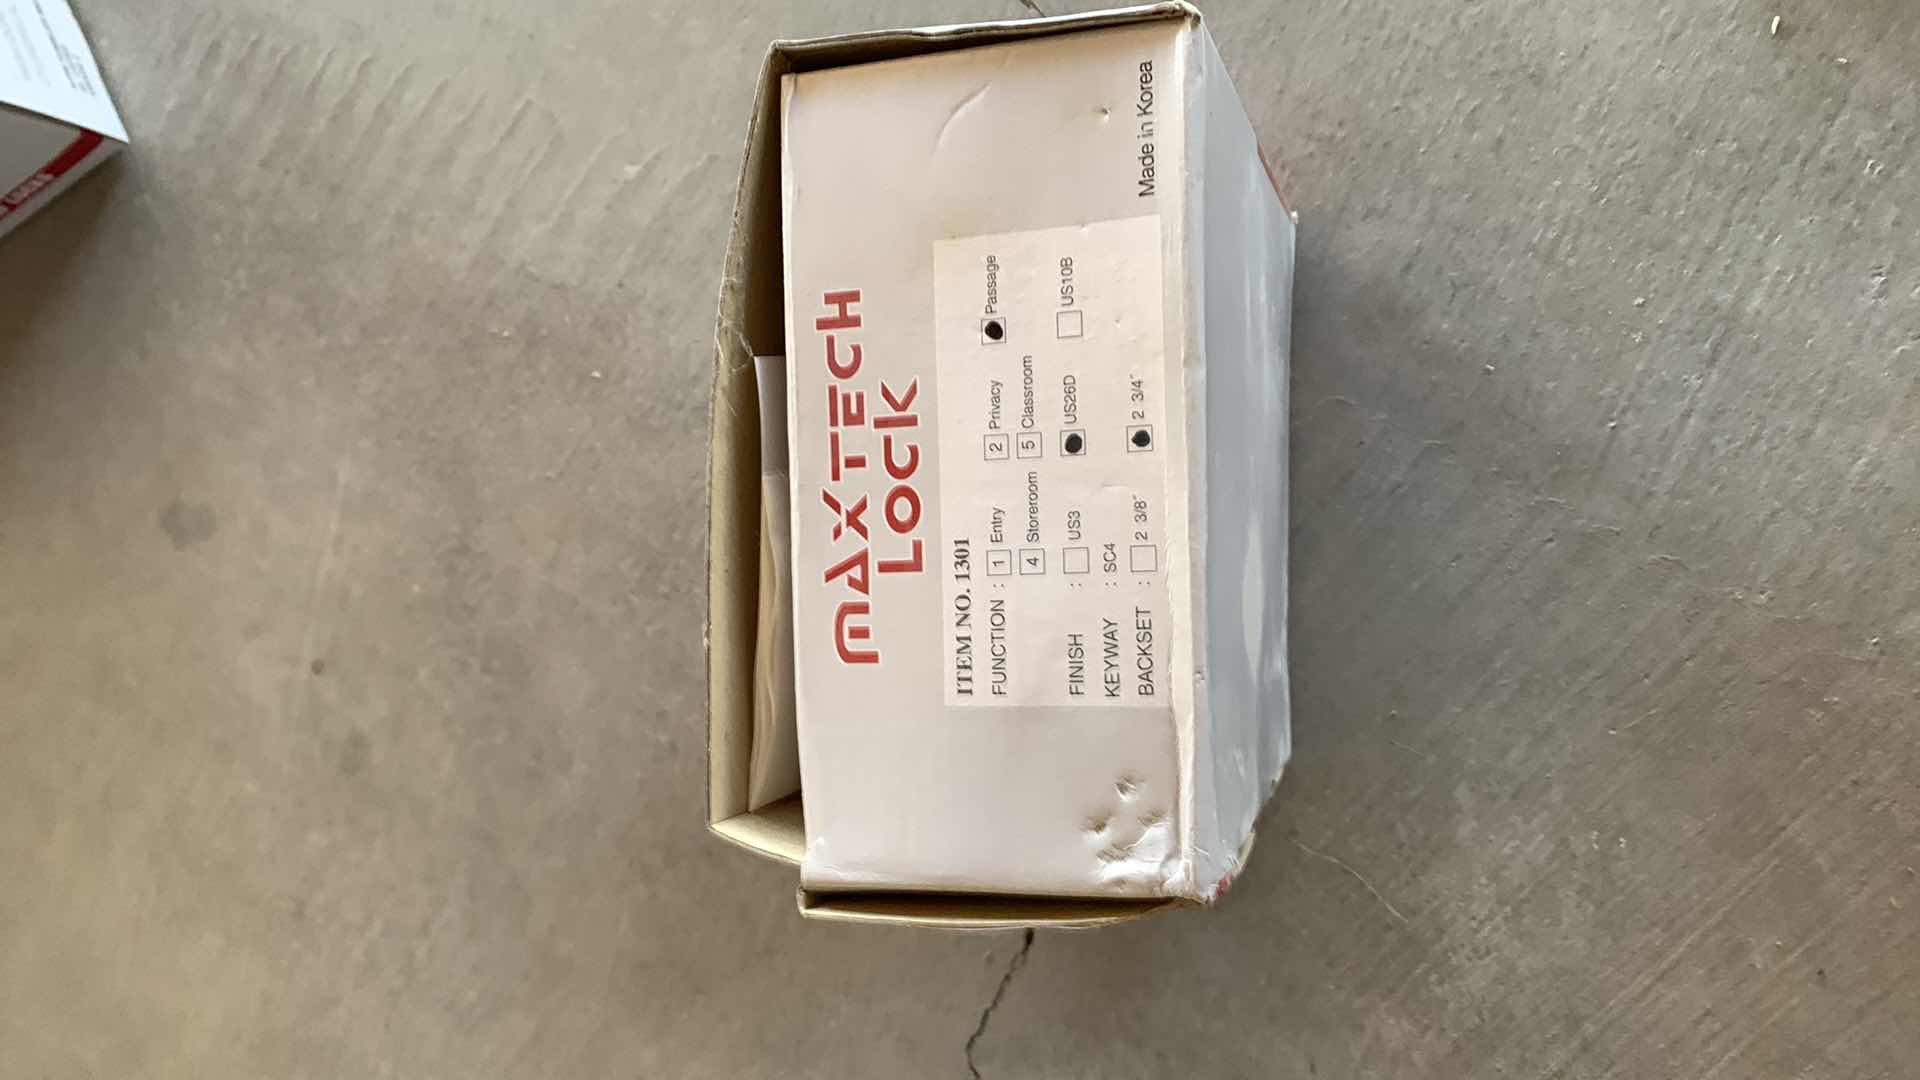 MAXTECH
LOCK
ITEM NO. 1301
FUNCTION : 1 Entry 2 Privacy Passage
4 Storeroom 5 Classroom
FINISH : US3 US26D US10B
KEYWAY : SC4
BACKSET : 2 3/8" 2 3/4"
Made in Korea